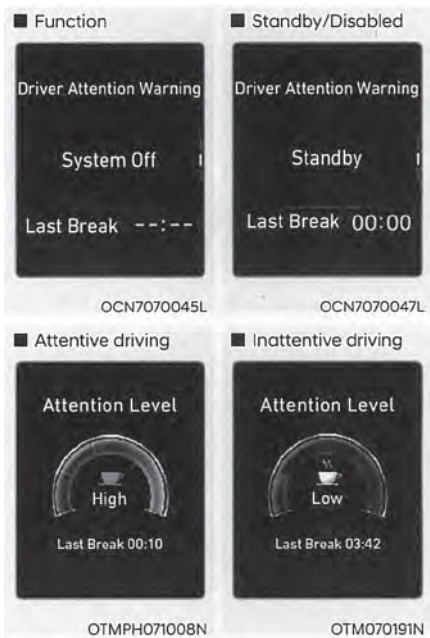 ■ Function
Driver Attention Warning
System Off
Last Break --:--
OCN7070045L
■ Standby/Disabled
Driver Attention Warning
Standby
Last Break 00:00
OCN7070047L
■ Attentive driving
Attention Level
High
Last Break 00:10
OTMPH071008N
■ Inattentive driving
Attention Level
Low
Last Break 03:42
OTM070191N